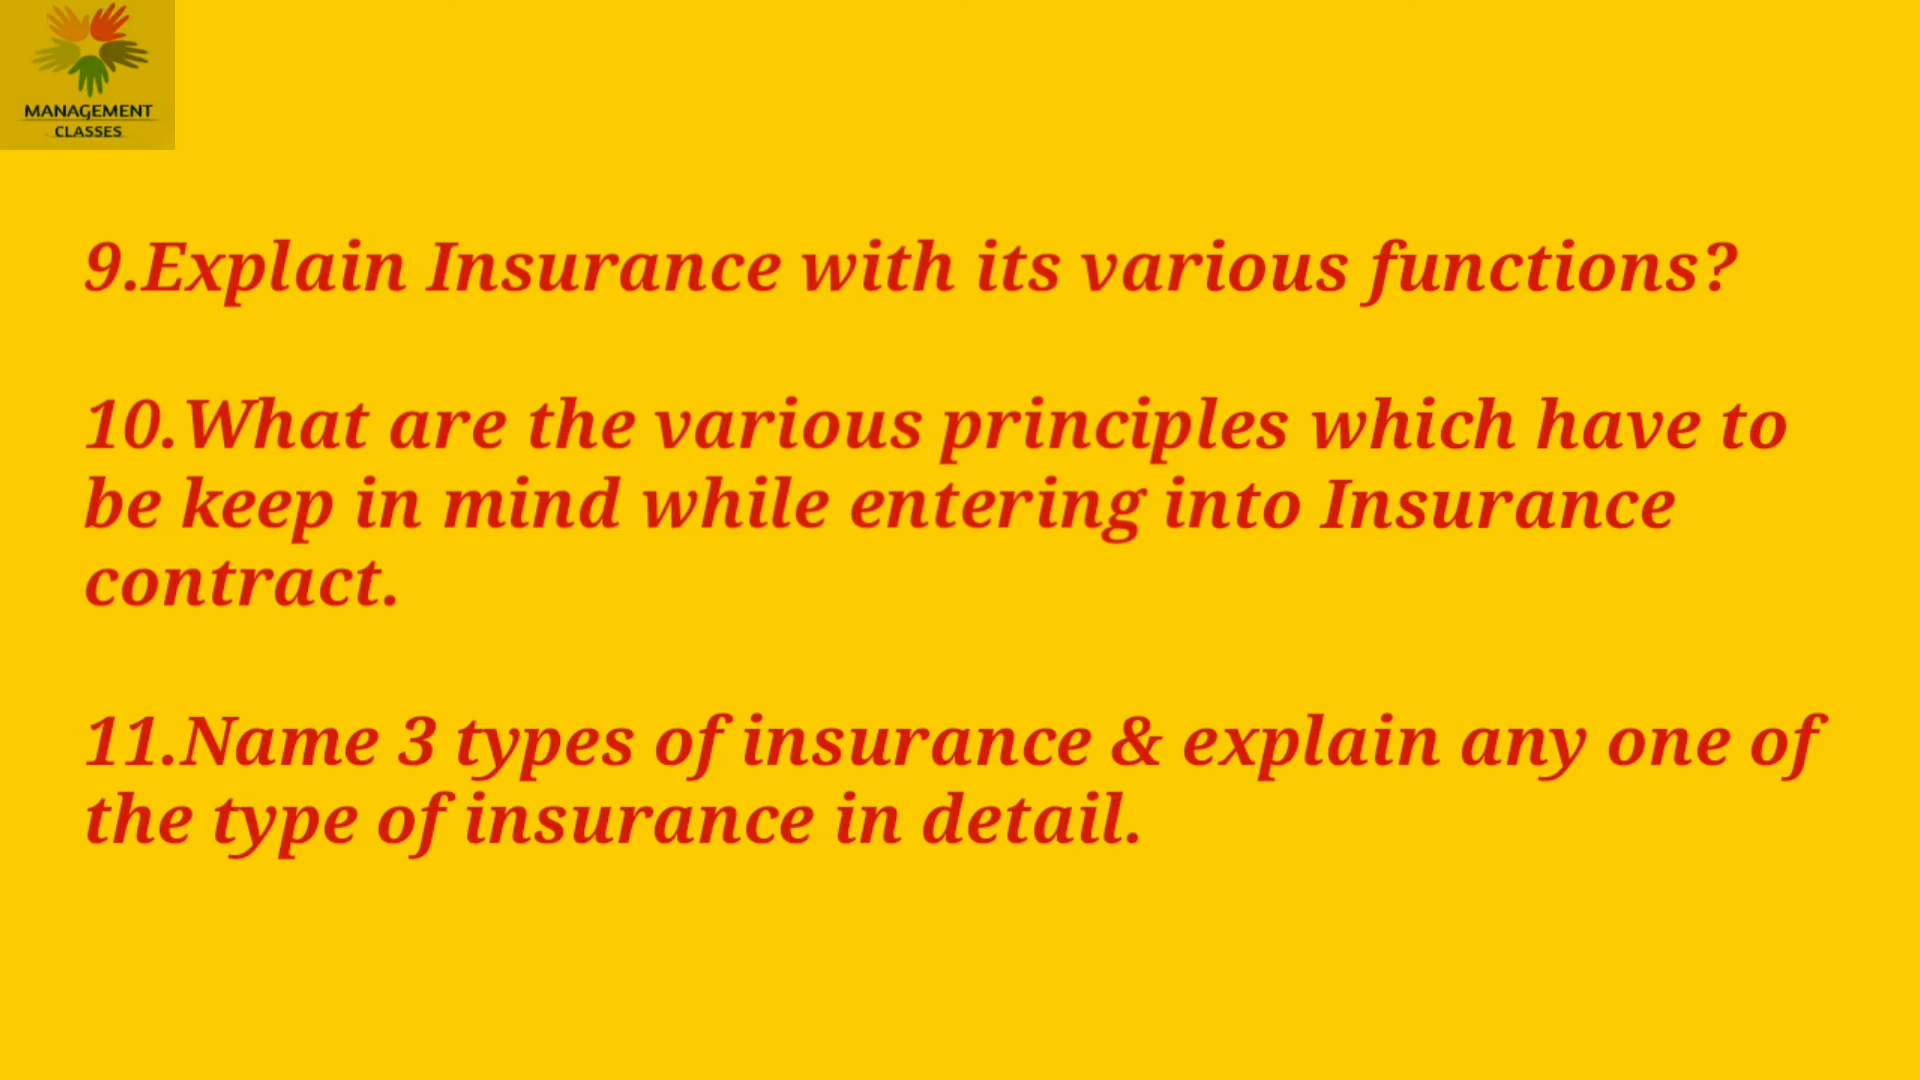 MANAGEMENT
CLASSES
9.Explain Insurance with its various functions?
10.What are the various principles which have to
be keep in mind while entering into Insurance
contract.
11.Name 3 types of insurance & explain any one of
the type of insurance in detail.